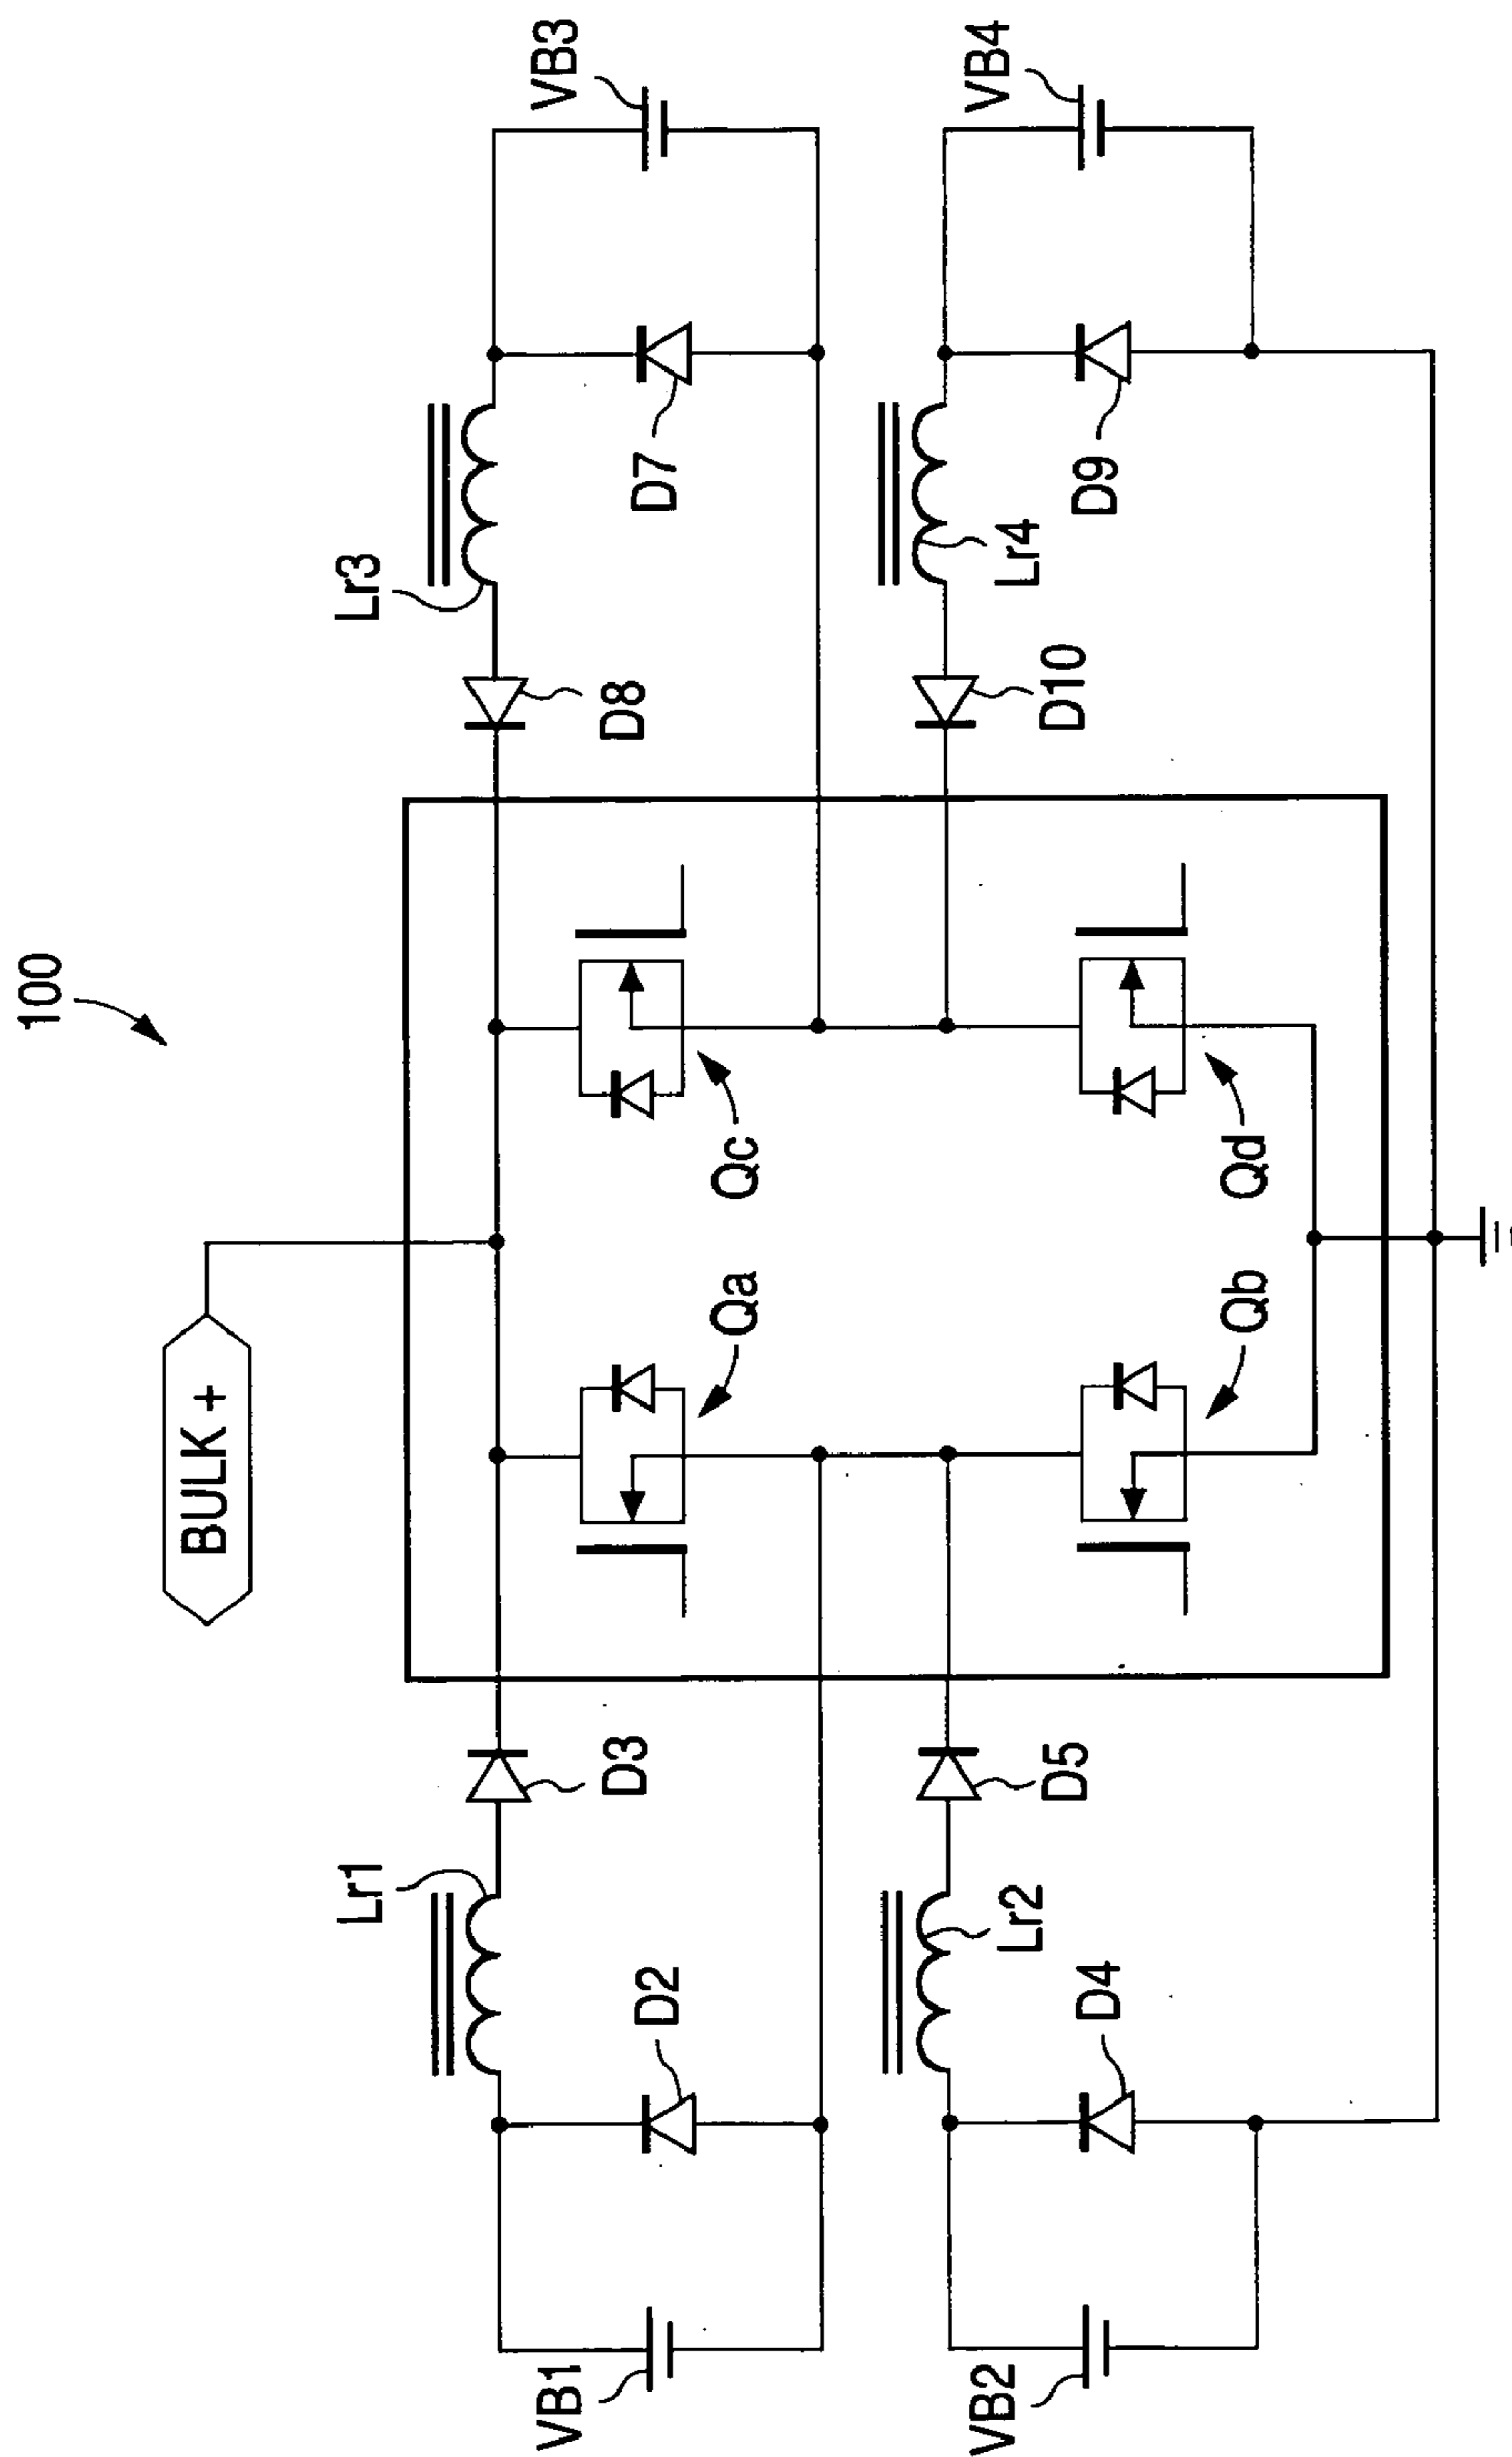 100
BULK +
Lr1
Lr3
D3
D8
VB1
D2
Qa
Qc
D7
VB3
Lr2
D5
D10
Lr4
VB2
D4
Qb
Qd
D9
VB4